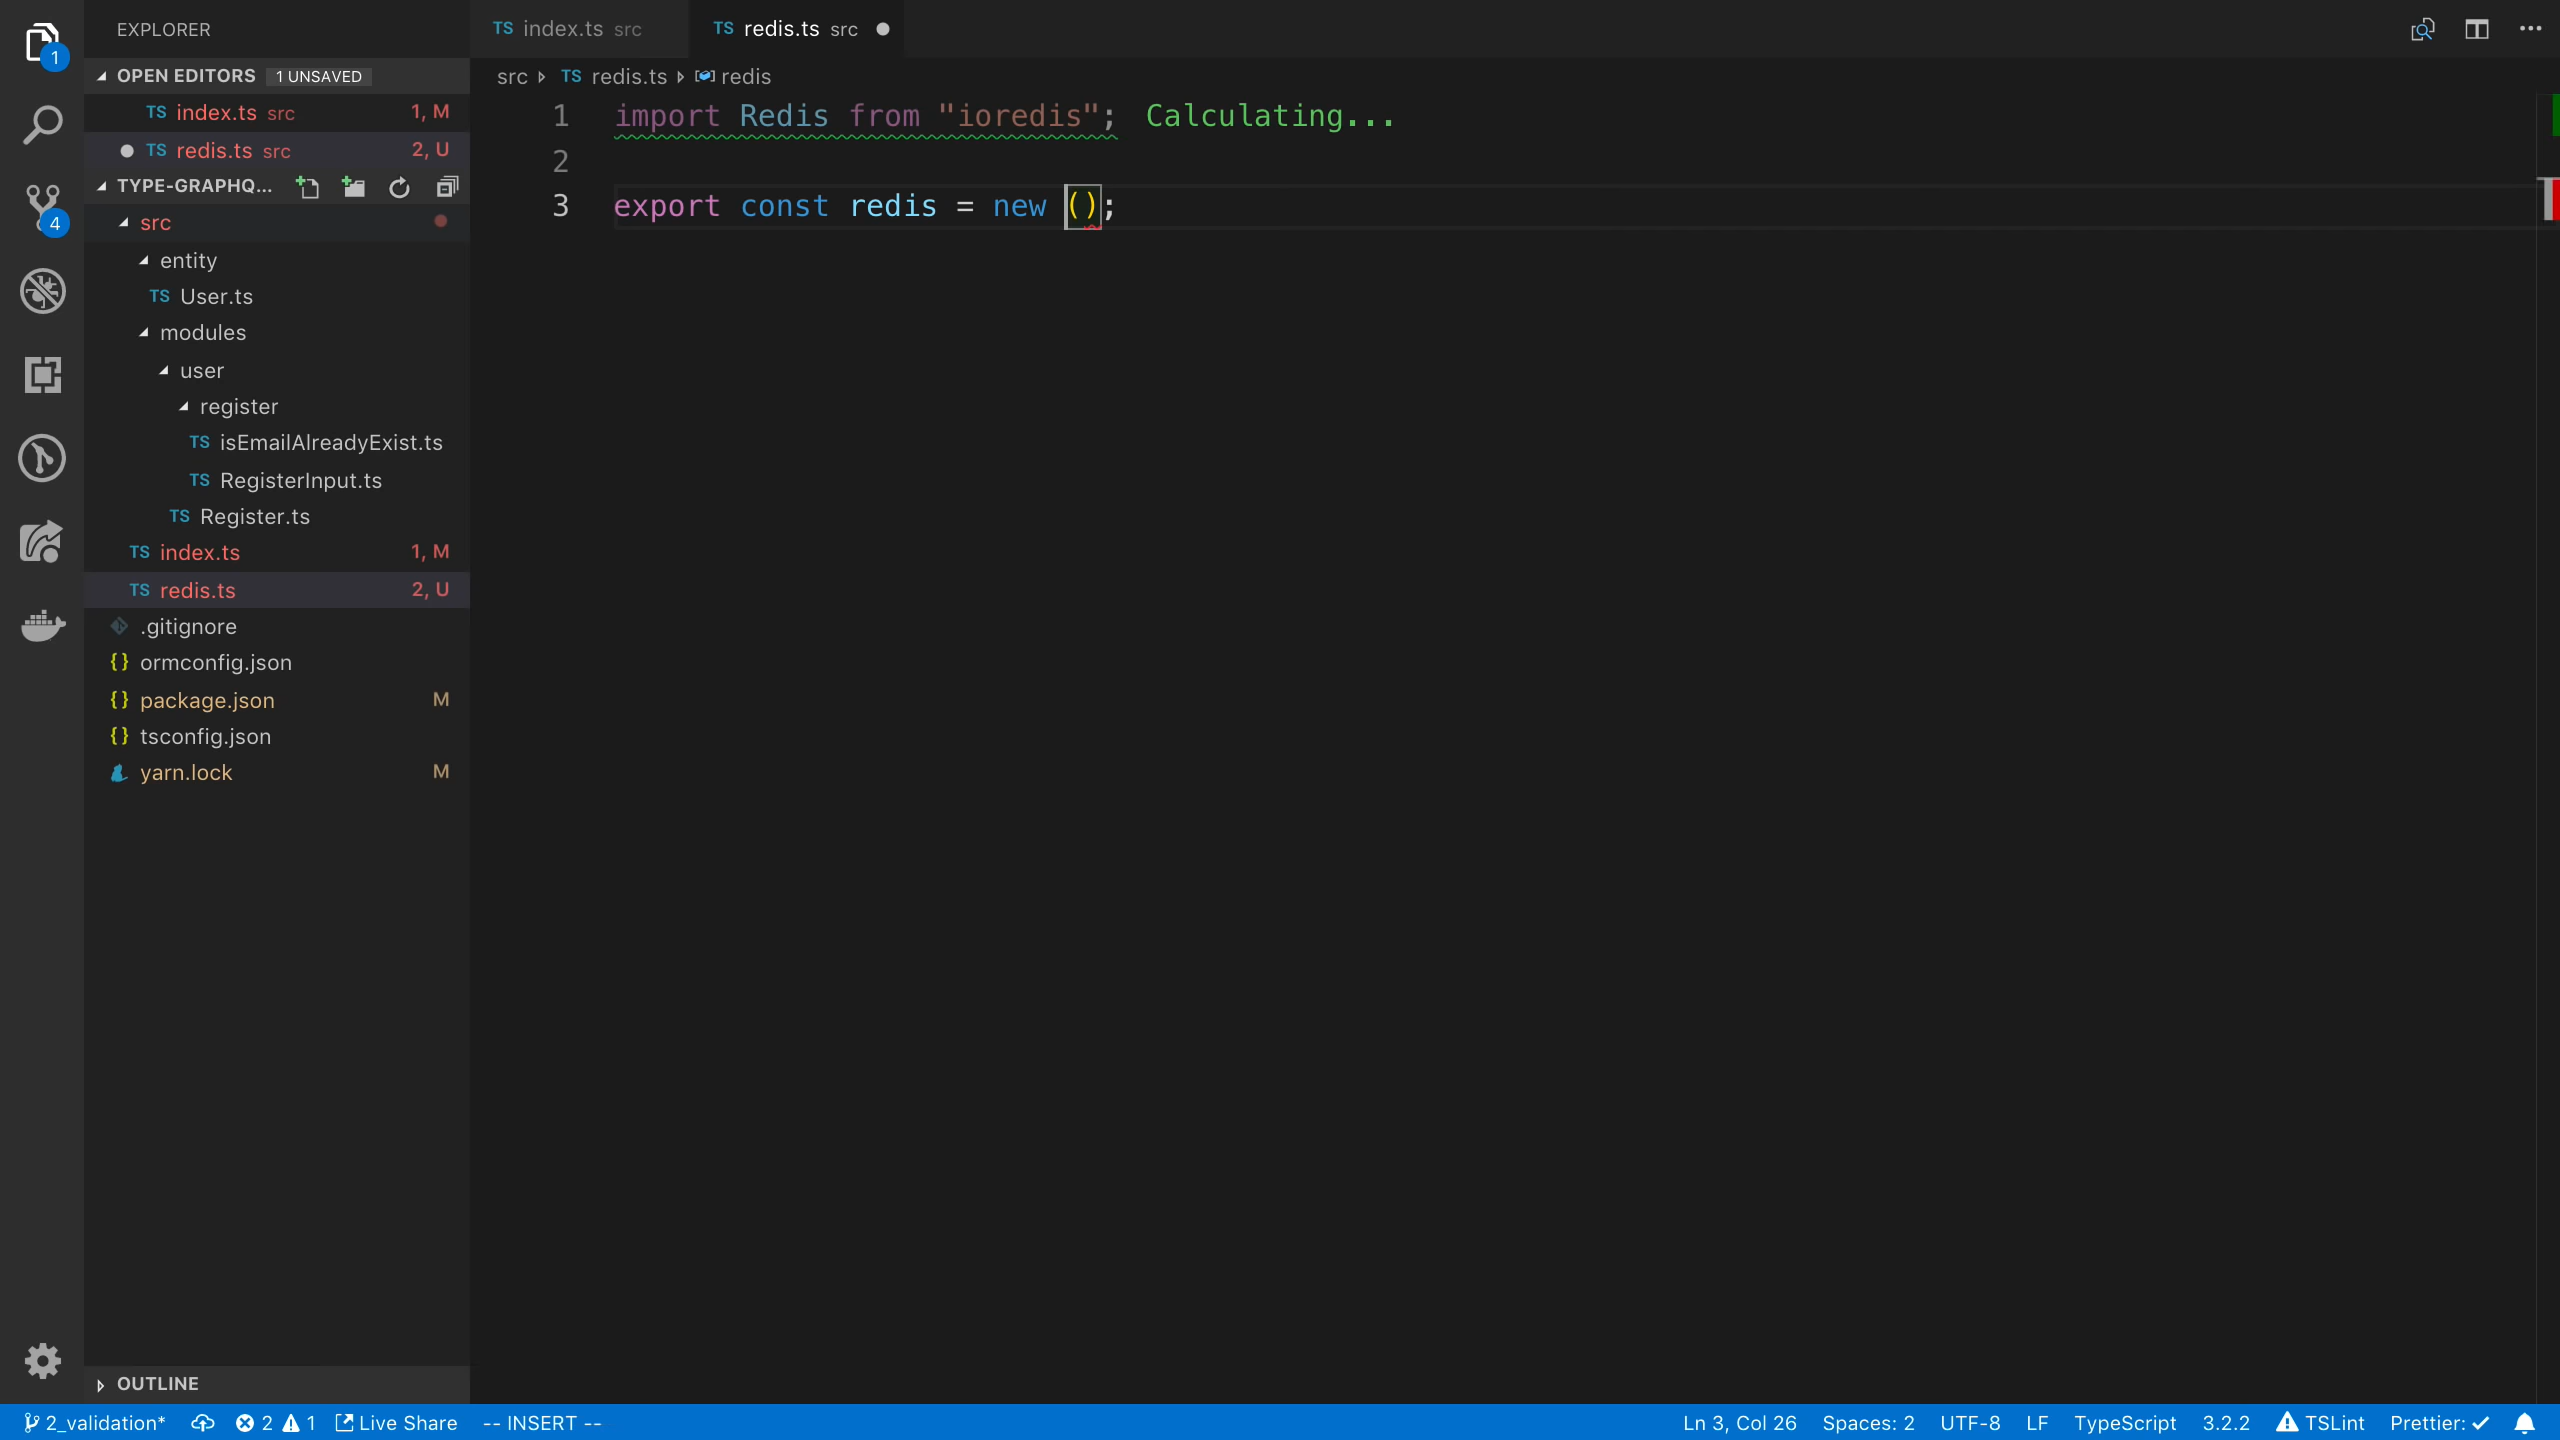 EXPLORER
OPEN EDITORS 1 UNSAVED
TS index.ts src 1, M
TS redis.ts src 2, U
TYPE-GRAPHQ...
src
entity
TS User.ts
modules
user
register
TS isEmailAlreadyExist.ts
TS RegisterInput.ts
TS Register.ts
TS index.ts 1, M
TS redis.ts 2, U
.gitignore
{} ormconfig.json
{} package.json M
{} tsconfig.json
yarn.lock M
OUTLINE
1
4
TS index.ts src
TS redis.ts src
src TS redis.ts redis
1 import Redis from "ioredis"; Calculating...
2
3 export const redis = new ();
2_validation* 2 1 Live Share -- INSERT -- Ln 3, Col 26 Spaces: 2 UTF-8 LF TypeScript 3.2.2 TSLint Prettier: ✓